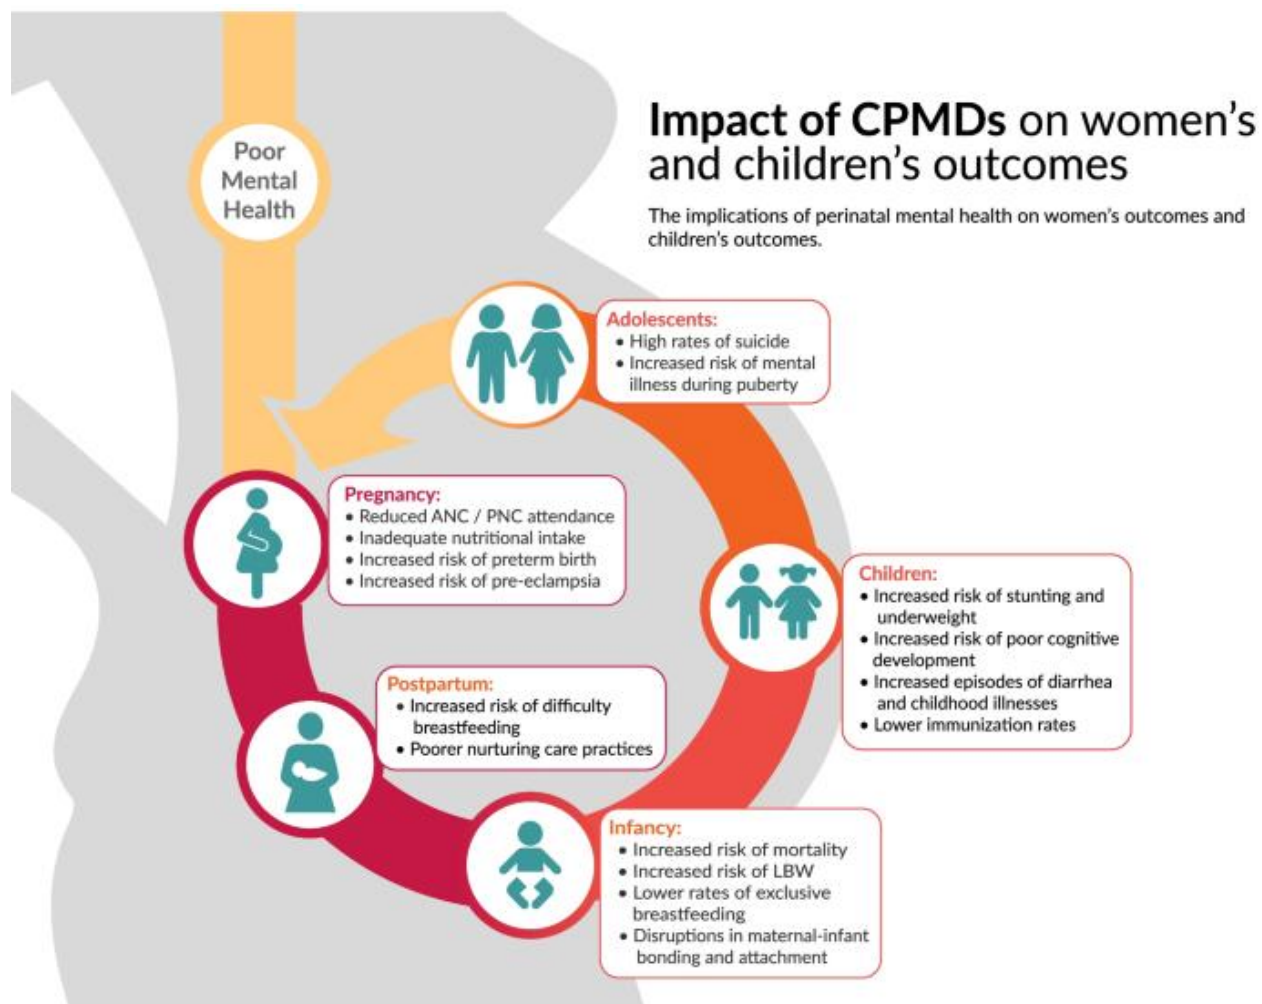 Impact of CPMDs on women's
and children's outcomes
The implications of perinatal mental health on women's outcomes and
children's outcomes.
Poor
Mental
Health
Adolescents:
• High rates of suicide
• Increased risk of mental
illness during puberty
Pregnancy:
• Reduced ANC / PNC attendance
• Inadequate nutritional intake
• Increased risk of preterm birth
• Increased risk of pre-eclampsia
Children:
• Increased risk of stunting and
underweight
• Increased risk of poor cognitive
development
• Increased episodes of diarrhea
and childhood illnesses
• Lower immunization rates
Postpartum:
• Increased risk of difficulty
breastfeeding
• Poorer nurturing care practices
Infancy:
• Increased risk of mortality
• Increased risk of LBW
• Lower rates of exclusive
breastfeeding
• Disruptions in maternal-infant
bonding and attachment